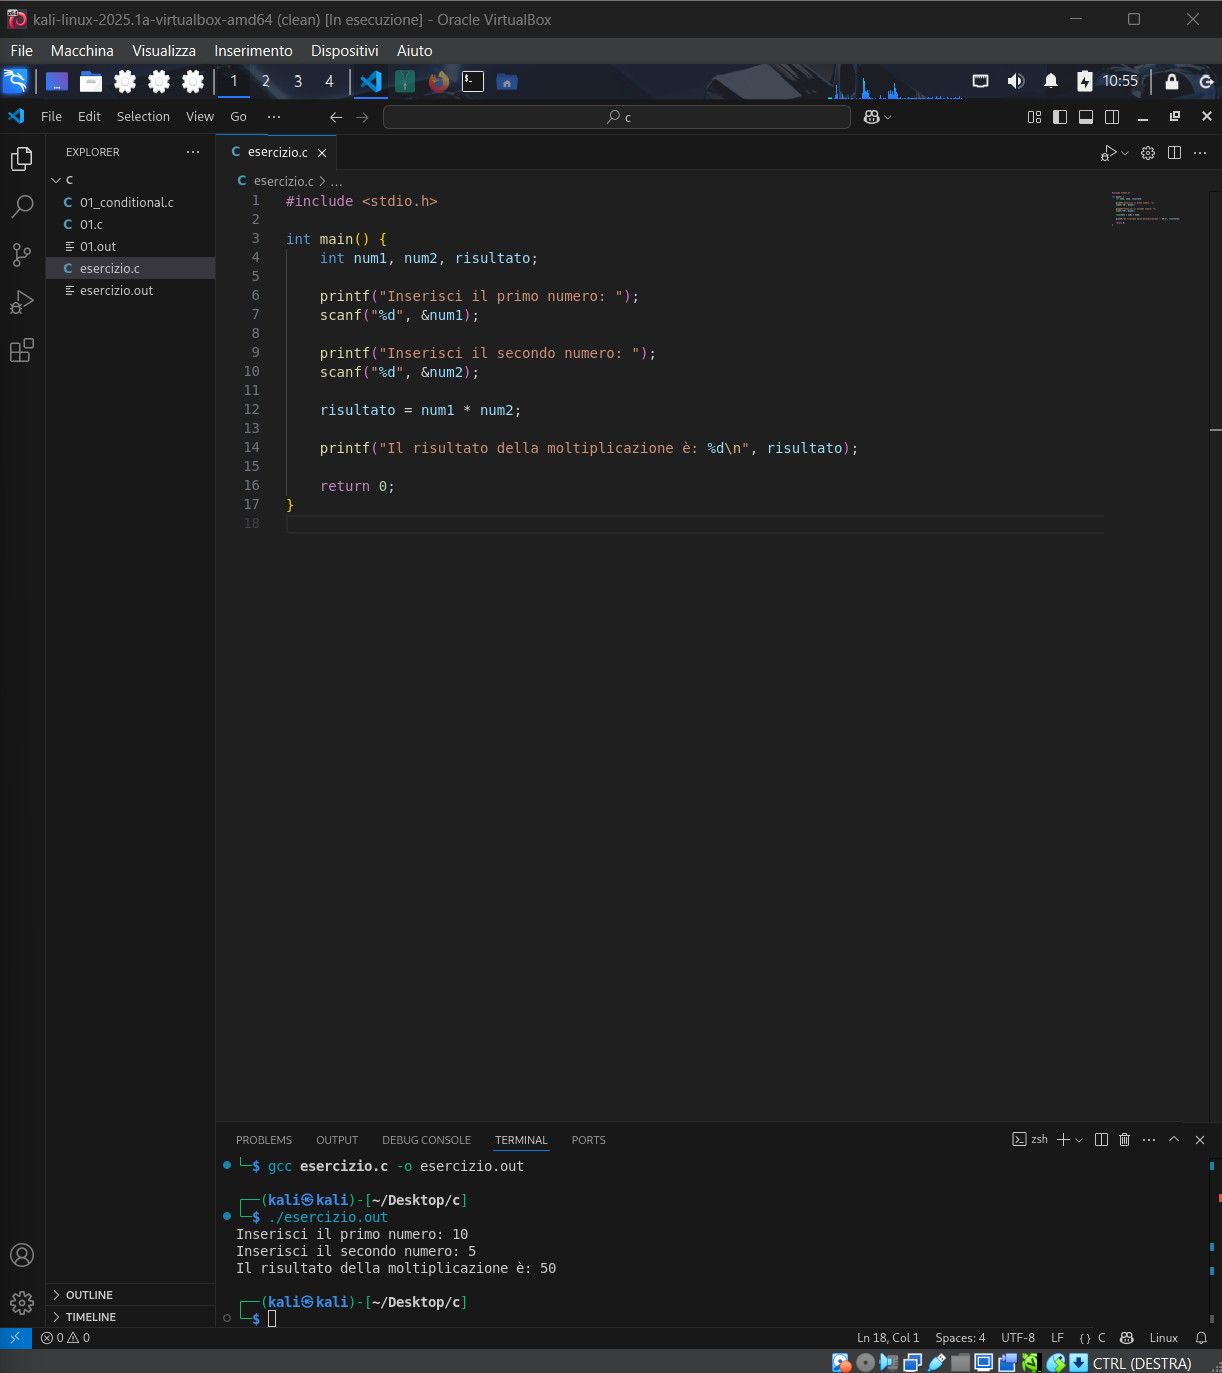 kali-linux-2025.1a-virtualbox-amd64 (clean) [In esecuzione] - Oracle VirtualBox
File Macchina Visualizza Inserimento Dispositivi Aiuto
1 2 3 4 10:55
File Edit Selection View Go ··· c
EXPLORER ···
esercizio.c
C
01_conditional.c
01.c
01.out
esercizio.c
esercizio.out
esercizio.c > ...
1 #include <stdio.h>
2
3 int main() {
4 int num1, num2, risultato;
5
6 printf("Inserisci il primo numero: ");
7 scanf("%d", &num1);
8
9 printf("Inserisci il secondo numero: ");
10 scanf("%d", &num2);
11
12 risultato = num1 * num2;
13
14 printf("Il risultato della moltiplicazione è: %d\n", risultato);
15
16 return 0;
17 }
18
PROBLEMS OUTPUT DEBUG CONSOLE TERMINAL PORTS zsh
└─$ gcc esercizio.c -o esercizio.out
┌──(kali㉿kali)-[~/Desktop/c]
└─$ ./esercizio.out
Inserisci il primo numero: 10
Inserisci il secondo numero: 5
Il risultato della moltiplicazione è: 50
┌──(kali㉿kali)-[~/Desktop/c]
└─$
OUTLINE
TIMELINE
0 0 Ln 18, Col 1 Spaces: 4 UTF-8 LF {} C Linux
CTRL (DESTRA)